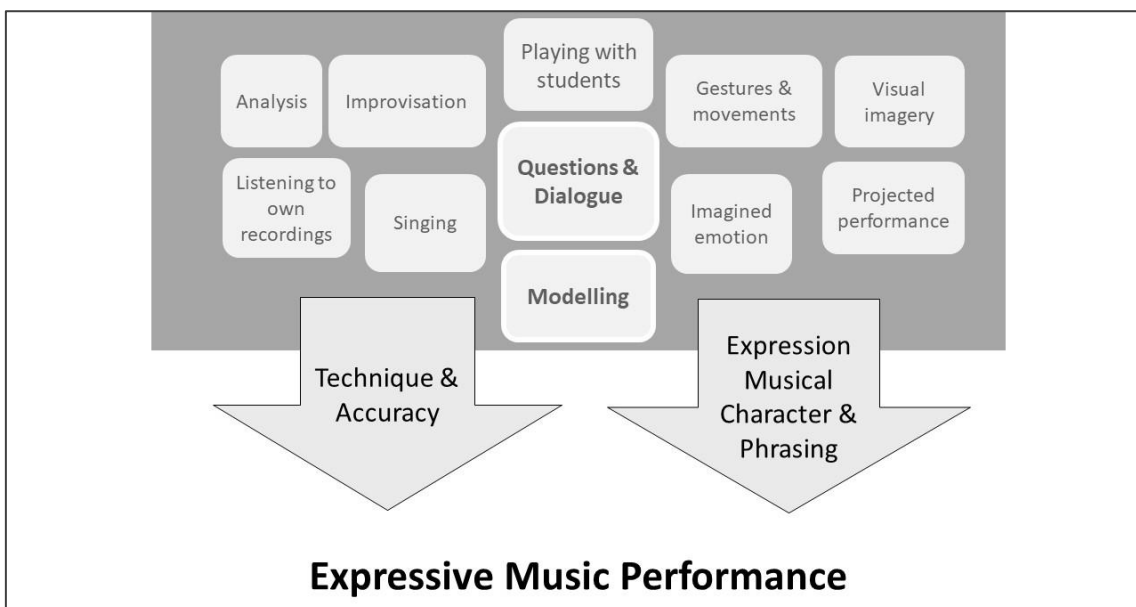 Analysis
Improvisation
Playing with
students
Gestures &
movements
Visual
imagery
Listening to
own
recordings
Singing
Questions &
Dialogue
Imagined
emotion
Projected
performance
Modelling
Technique &
Accuracy
Expression
Musical
Character &
Phrasing
Expressive Music Performance